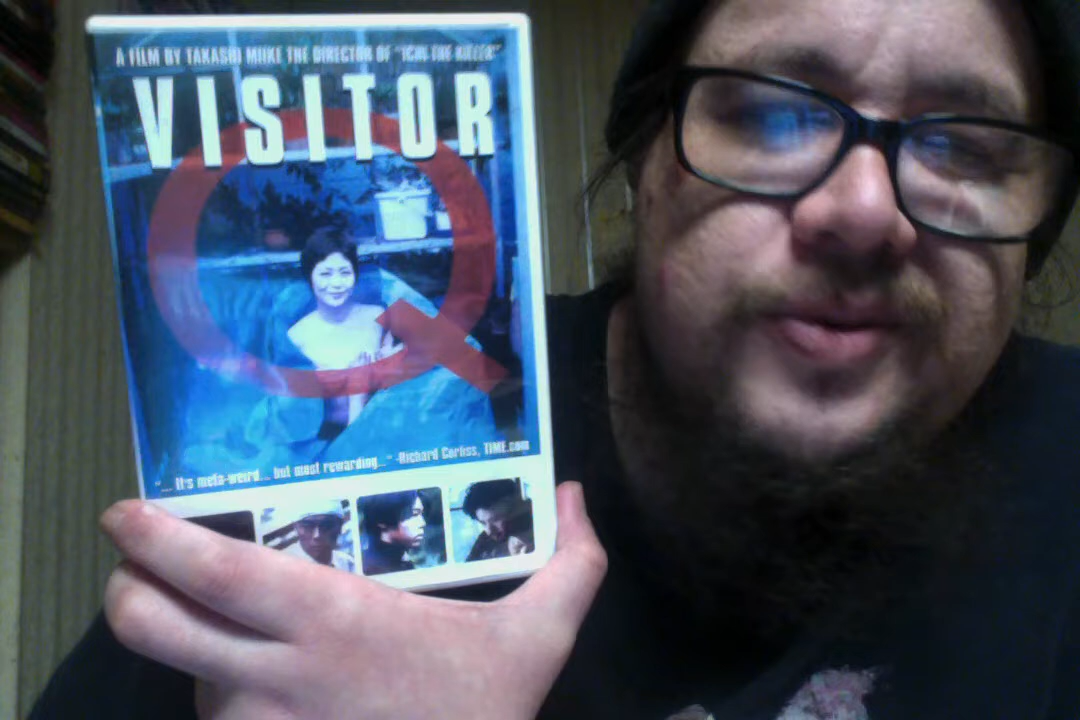 A FILM BY TAKASHI MIIKE THE DIRECTOR OF "ICHI THE KILLER"
VISITOR
Q
"... It's meta-weird... but most rewarding..." -Richard Corliss, TIME.com